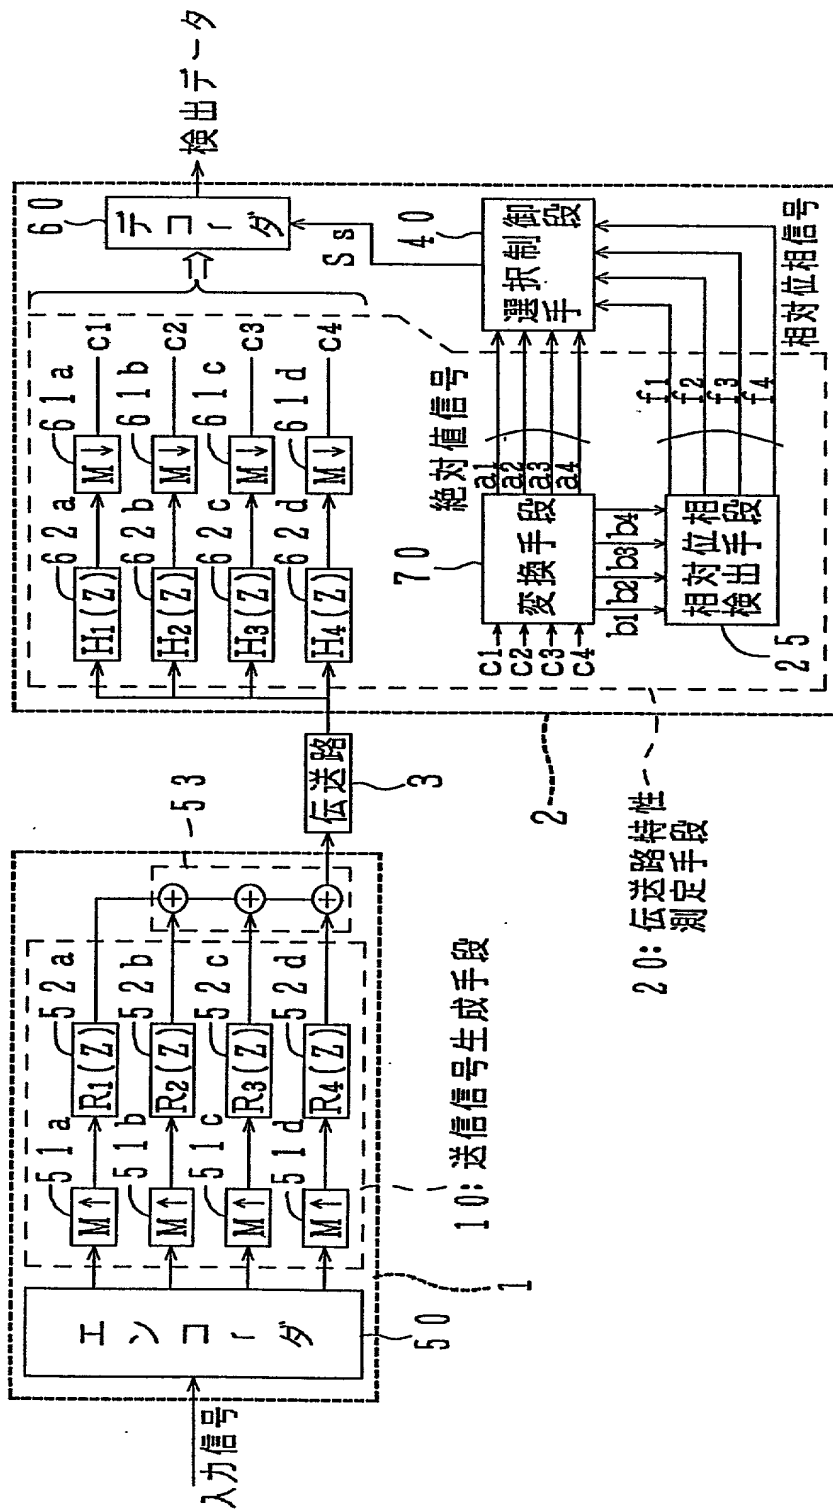 入力信号
エンコーダ
50
1
M↑
51a
M↑
51b
M↑
51c
M↑
51d
R1(Z)
52a
R2(Z)
52b
R3(Z)
52c
R4(Z)
52d
10:送信信号生成手段
53
+
+
+
伝送路
3
2
20:伝送路特性
測定手段
H1(Z)
62a
H2(Z)
62b
H3(Z)
62c
H4(Z)
62d
M↓
61a
M↓
61b
M↓
61c
M↓
61d
c1
c2
c3
c4
デコーダ
60
検出データ
Ss
c1
c2
c3
c4
変換手段
70
絶対値信号
a1
a2
a3
a4
b1
b2
b3
b4
相対位相
検出手段
25
f1
f2
f3
f4
相対位相信号
選択制御
手段
40